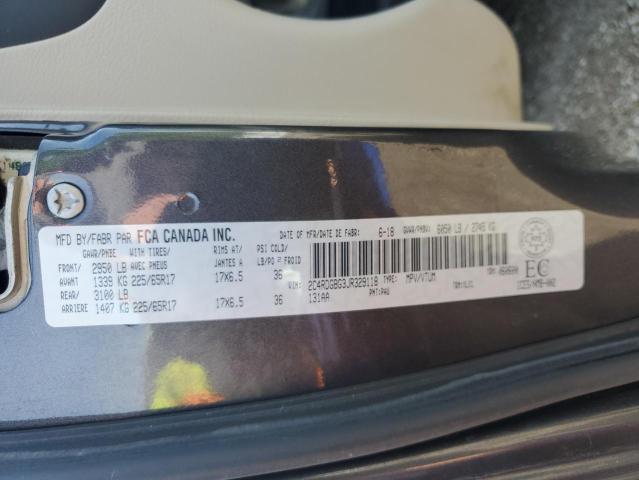 MFD BY/FABR PAR FCA CANADA INC. DATE OF MFR/DATE DE FABR: 6-18 GVWR/PNBV: 6050 LB / 2745 KG
GAWR/PNBE WITH TIRES/ RIMS AT/ PSI COLD/
FRONT/ 2950 LB AVEC PNEUS JANTES A LB/PO² A FROID
AVANT 1339 KG 225/65R17 17X6.5 36 VIN: 2C4RDGBG3JR329118 TYPE: MPV/VTUM
REAR/ 3100 LB 131AA PNT:PAU
ARRIERE 1407 KG 225/65R17 17X6.5 36
EC